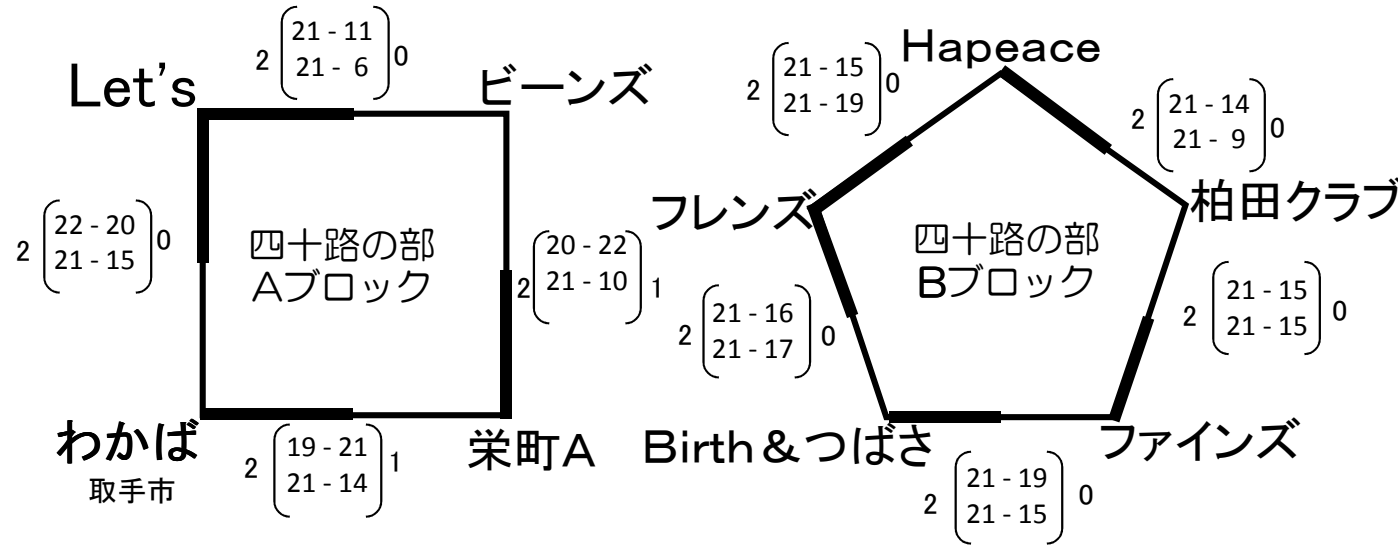 Let's
2
21 - 11
21 - 6
0
ビーンズ
2
22 - 20
21 - 15
0
四十路の部
Aブロック
2
20 - 22
21 - 10
1
わかば
取手市
2
19 - 21
21 - 14
1
栄町A
Hapeace
2
21 - 15
21 - 19
0
2
21 - 14
21 - 9
0
フレンズ
四十路の部
Bブロック
柏田クラブ
2
21 - 16
21 - 17
0
2
21 - 15
21 - 15
0
Birth&つばさ
2
21 - 19
21 - 15
0
ファインズ